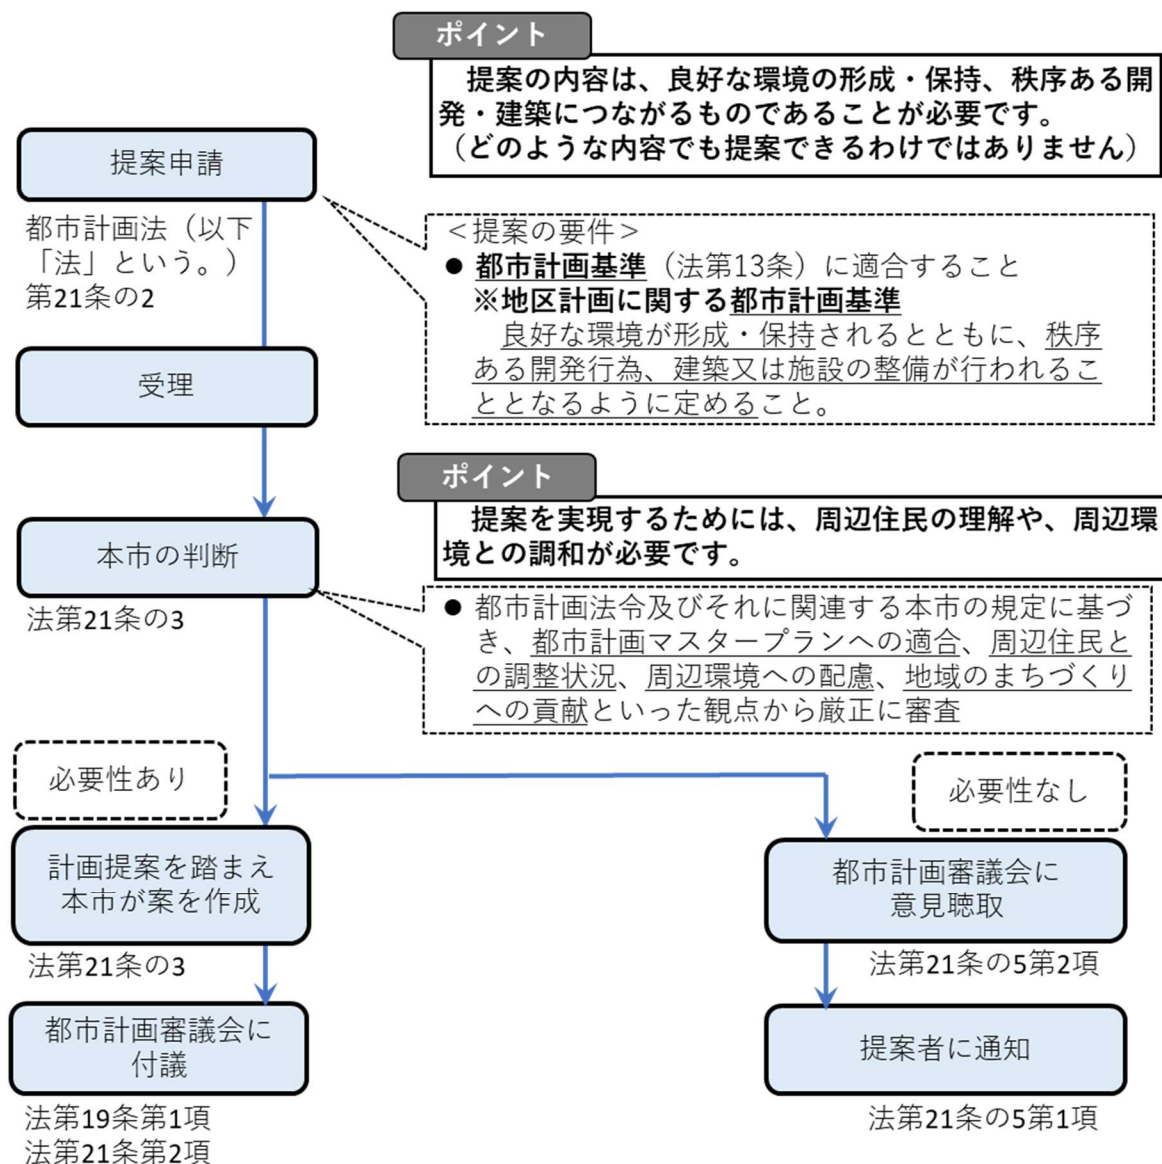 ポイント
提案の内容は、良好な環境の形成・保持、秩序ある開
発・建築につながるものであることが必要です。
（どのような内容でも提案できるわけではありません）
提案申請
都市計画法（以下
「法」という。）
第21条の2
＜提案の要件＞
● 都市計画基準（法第13条）に適合すること
※地区計画に関する都市計画基準
良好な環境が形成・保持されるとともに、秩序
ある開発行為、建築又は施設の整備が行われるこ
ととなるように定めること。
受理
ポイント
提案を実現するためには、周辺住民の理解や、周辺環
境との調和が必要です。
本市の判断
法第21条の3
● 都市計画法令及びそれに関連する本市の規定に基づ
き、都市計画マスタープランへの適合、周辺住民と
の調整状況、周辺環境への配慮、地域のまちづくり
への貢献といった観点から厳正に審査
必要性あり
計画提案を踏まえ
本市が案を作成
法第21条の3
都市計画審議会に
付議
法第19条第1項
法第21条第2項
必要性なし
都市計画審議会に
意見聴取
法第21条の5第2項
提案者に通知
法第21条の5第1項